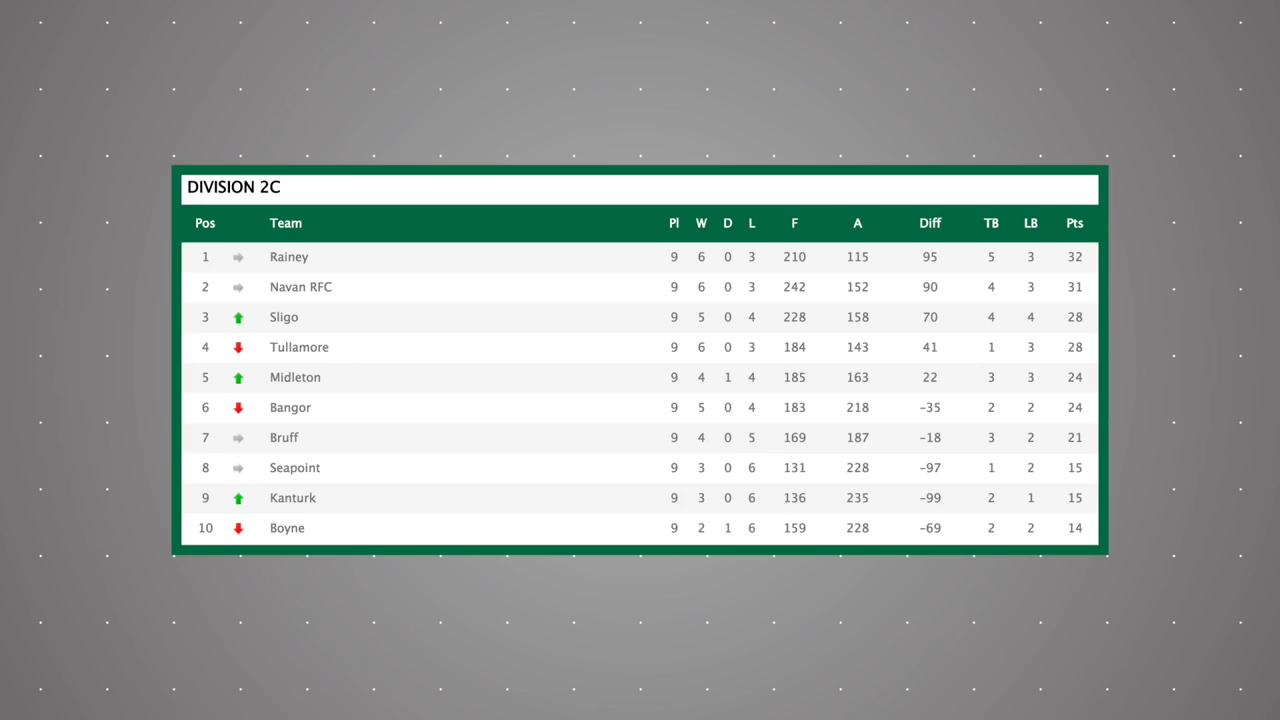 DIVISION 2C
Pos Team Pl W D L F A Diff TB LB Pts
1 Rainey 9 6 0 3 210 115 95 5 3 32
2 Navan RFC 9 6 0 3 242 152 90 4 3 31
3 Sligo 9 5 0 4 228 158 70 4 4 28
4 Tullamore 9 6 0 3 184 143 41 1 3 28
5 Midleton 9 4 1 4 185 163 22 3 3 24
6 Bangor 9 5 0 4 183 218 -35 2 2 24
7 Bruff 9 4 0 5 169 187 -18 3 2 21
8 Seapoint 9 3 0 6 131 228 -97 1 2 15
9 Kanturk 9 3 0 6 136 235 -99 2 1 15
10 Boyne 9 2 1 6 159 228 -69 2 2 14